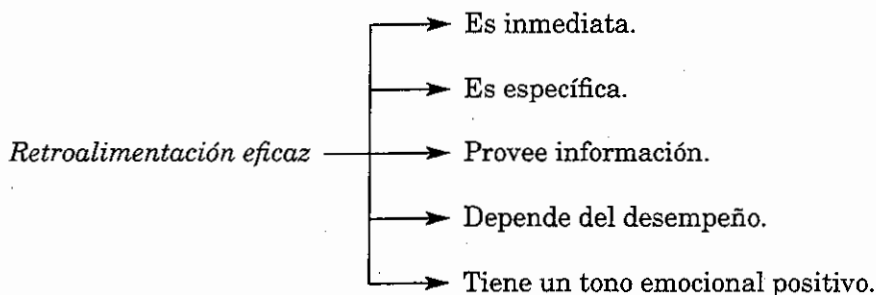 Es inmediata.
Es específica.
Retroalimentación eficaz
Provee información.
Depende del desempeño.
Tiene un tono emocional positivo.